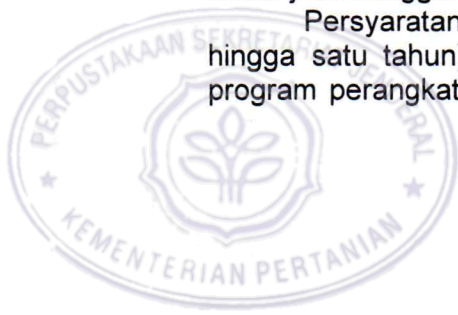 Persyaratan
hingga satu tahun
program perangkat
PERPUSTAKAAN SEKRETARIAT JENDERAL
KEMENTERIAN PERTANIAN